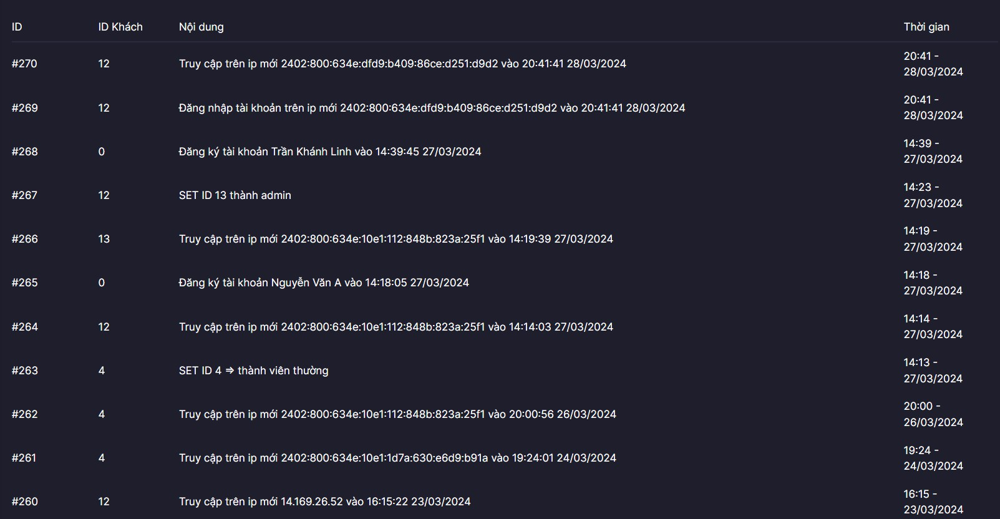 ID ID Khách Nội dung Thời gian
#270 12 Truy cập trên ip mới 2402:800:634e:dfd9:b409:86ce:d251:d9d2 vào 20:41:41 28/03/2024 20:41 -
28/03/2024
#269 12 Đăng nhập tài khoản trên ip mới 2402:800:634e:dfd9:b409:86ce:d251:d9d2 vào 20:41:41 28/03/2024 20:41 -
28/03/2024
#268 0 Đăng ký tài khoản Trần Khánh Linh vào 14:39:45 27/03/2024 14:39 -
27/03/2024
#267 12 SET ID 13 thành admin 14:23 -
27/03/2024
#266 13 Truy cập trên ip mới 2402:800:634e:10e1:112:848b:823a:25f1 vào 14:19:39 27/03/2024 14:19 -
27/03/2024
#265 0 Đăng ký tài khoản Nguyễn Văn A vào 14:18:05 27/03/2024 14:18 -
27/03/2024
#264 12 Truy cập trên ip mới 2402:800:634e:10e1:112:848b:823a:25f1 vào 14:14:03 27/03/2024 14:14 -
27/03/2024
#263 4 SET ID 4 => thành viên thường 14:13 -
27/03/2024
#262 4 Truy cập trên ip mới 2402:800:634e:10e1:112:848b:823a:25f1 vào 20:00:56 26/03/2024 20:00 -
26/03/2024
#261 4 Truy cập trên ip mới 2402:800:634e:10e1:1d7a:630:e6d9:b91a vào 19:24:01 24/03/2024 19:24 -
24/03/2024
#260 12 Truy cập trên ip mới 14.169.26.52 vào 16:15:22 23/03/2024 16:15 -
23/03/2024